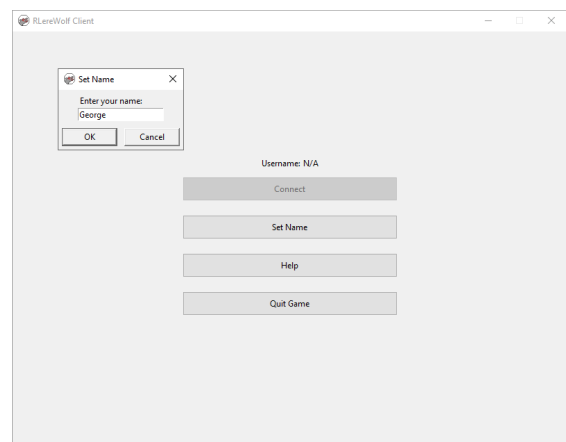 RLereWolf Client
Set Name
Enter your name:
George
OK Cancel
Username: N/A
Connect
Set Name
Help
Quit Game